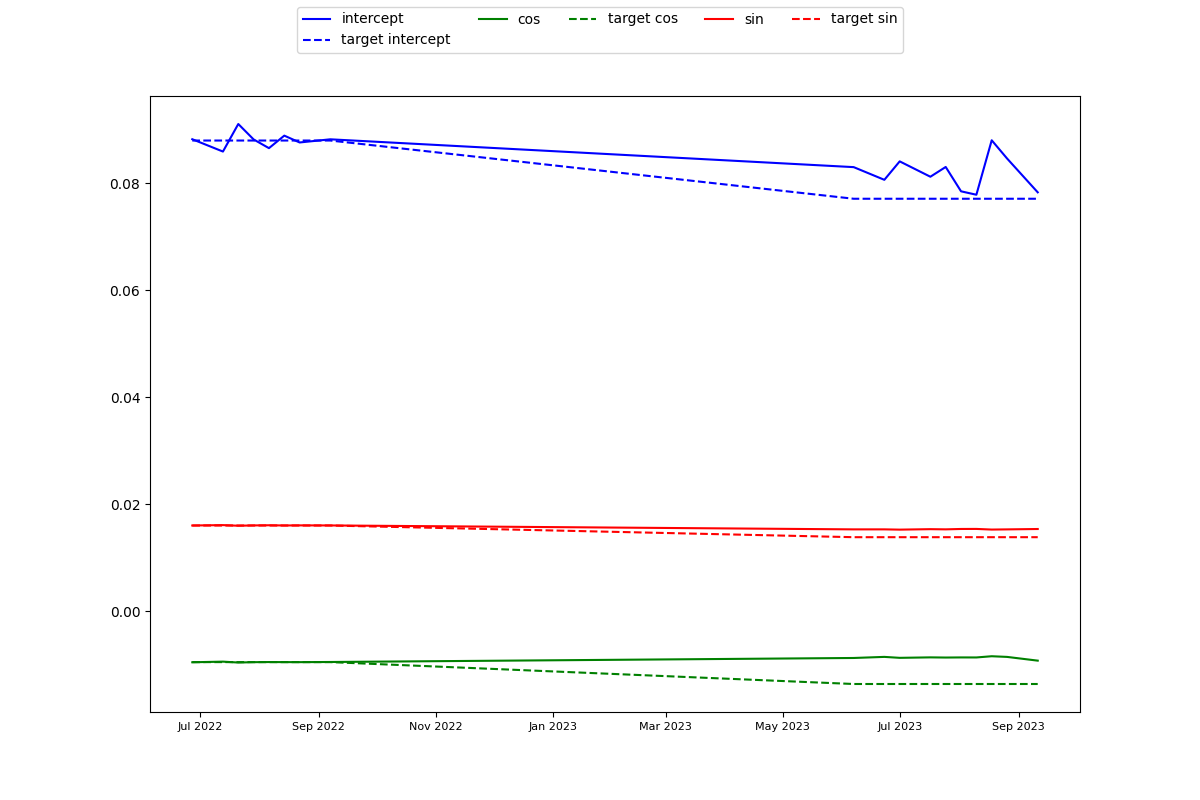 intercept
target intercept
cos
target cos
sin
target sin
0.08
0.06
0.04
0.02
0.00
Jul 2022
Sep 2022
Nov 2022
Jan 2023
Mar 2023
May 2023
Jul 2023
Sep 2023